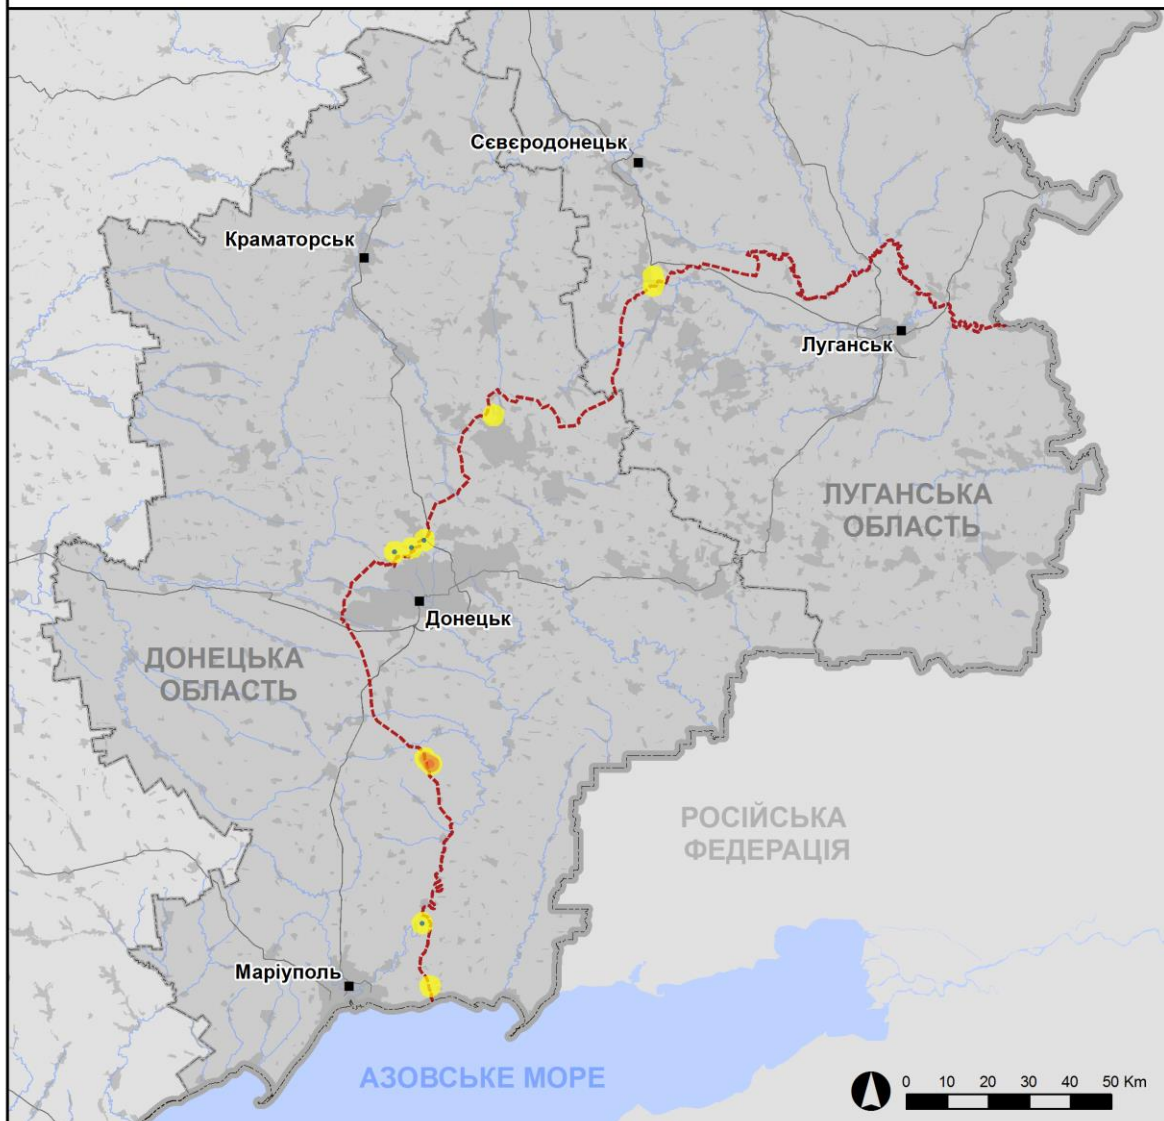 Сєвєродонецьк
Краматорськ
Луганськ
ЛУГАНСЬКА
ОБЛАСТЬ
Донецьк
ДОНЕЦЬКА
ОБЛАСТЬ
РОСІЙСЬКА
ФЕДЕРАЦІЯ
Маріуполь
АЗОВСЬКЕ МОРЕ
0 10 20 30 40 50 Km